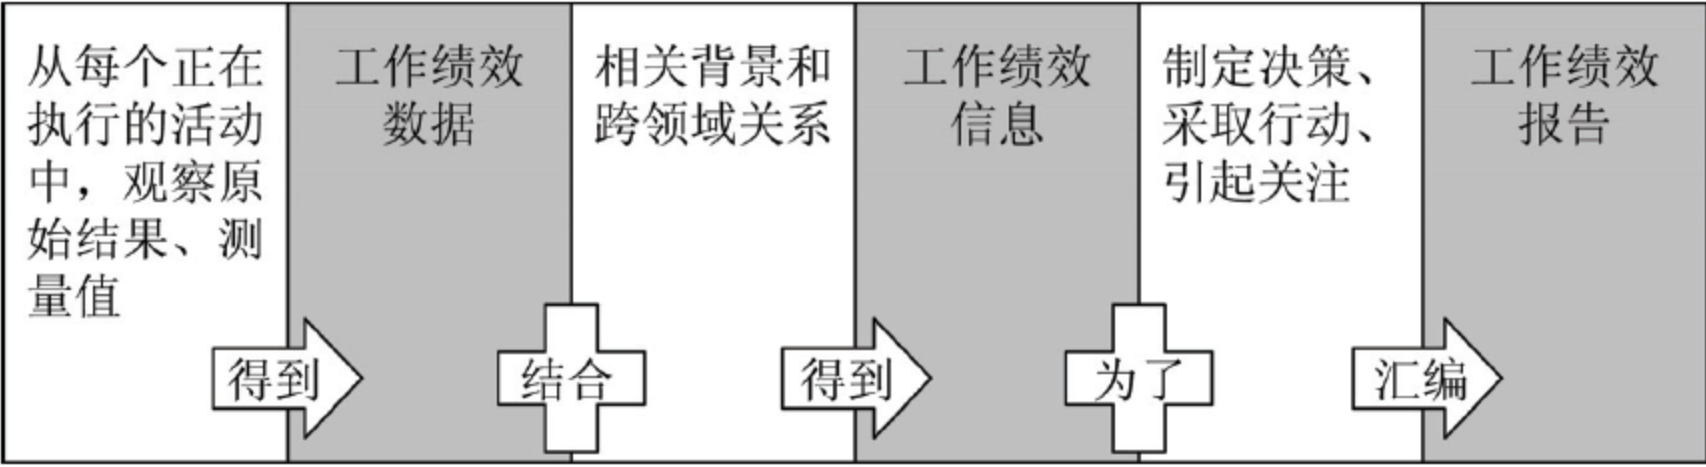 从每个正在
执行的活动
中，观察原
始结果、测
量值
得到
工作绩效
数据
结合
相关背景和
跨领域关系
得到
工作绩效
信息
为了
制定决策、
采取行动、
引起关注
汇编
工作绩效
报告